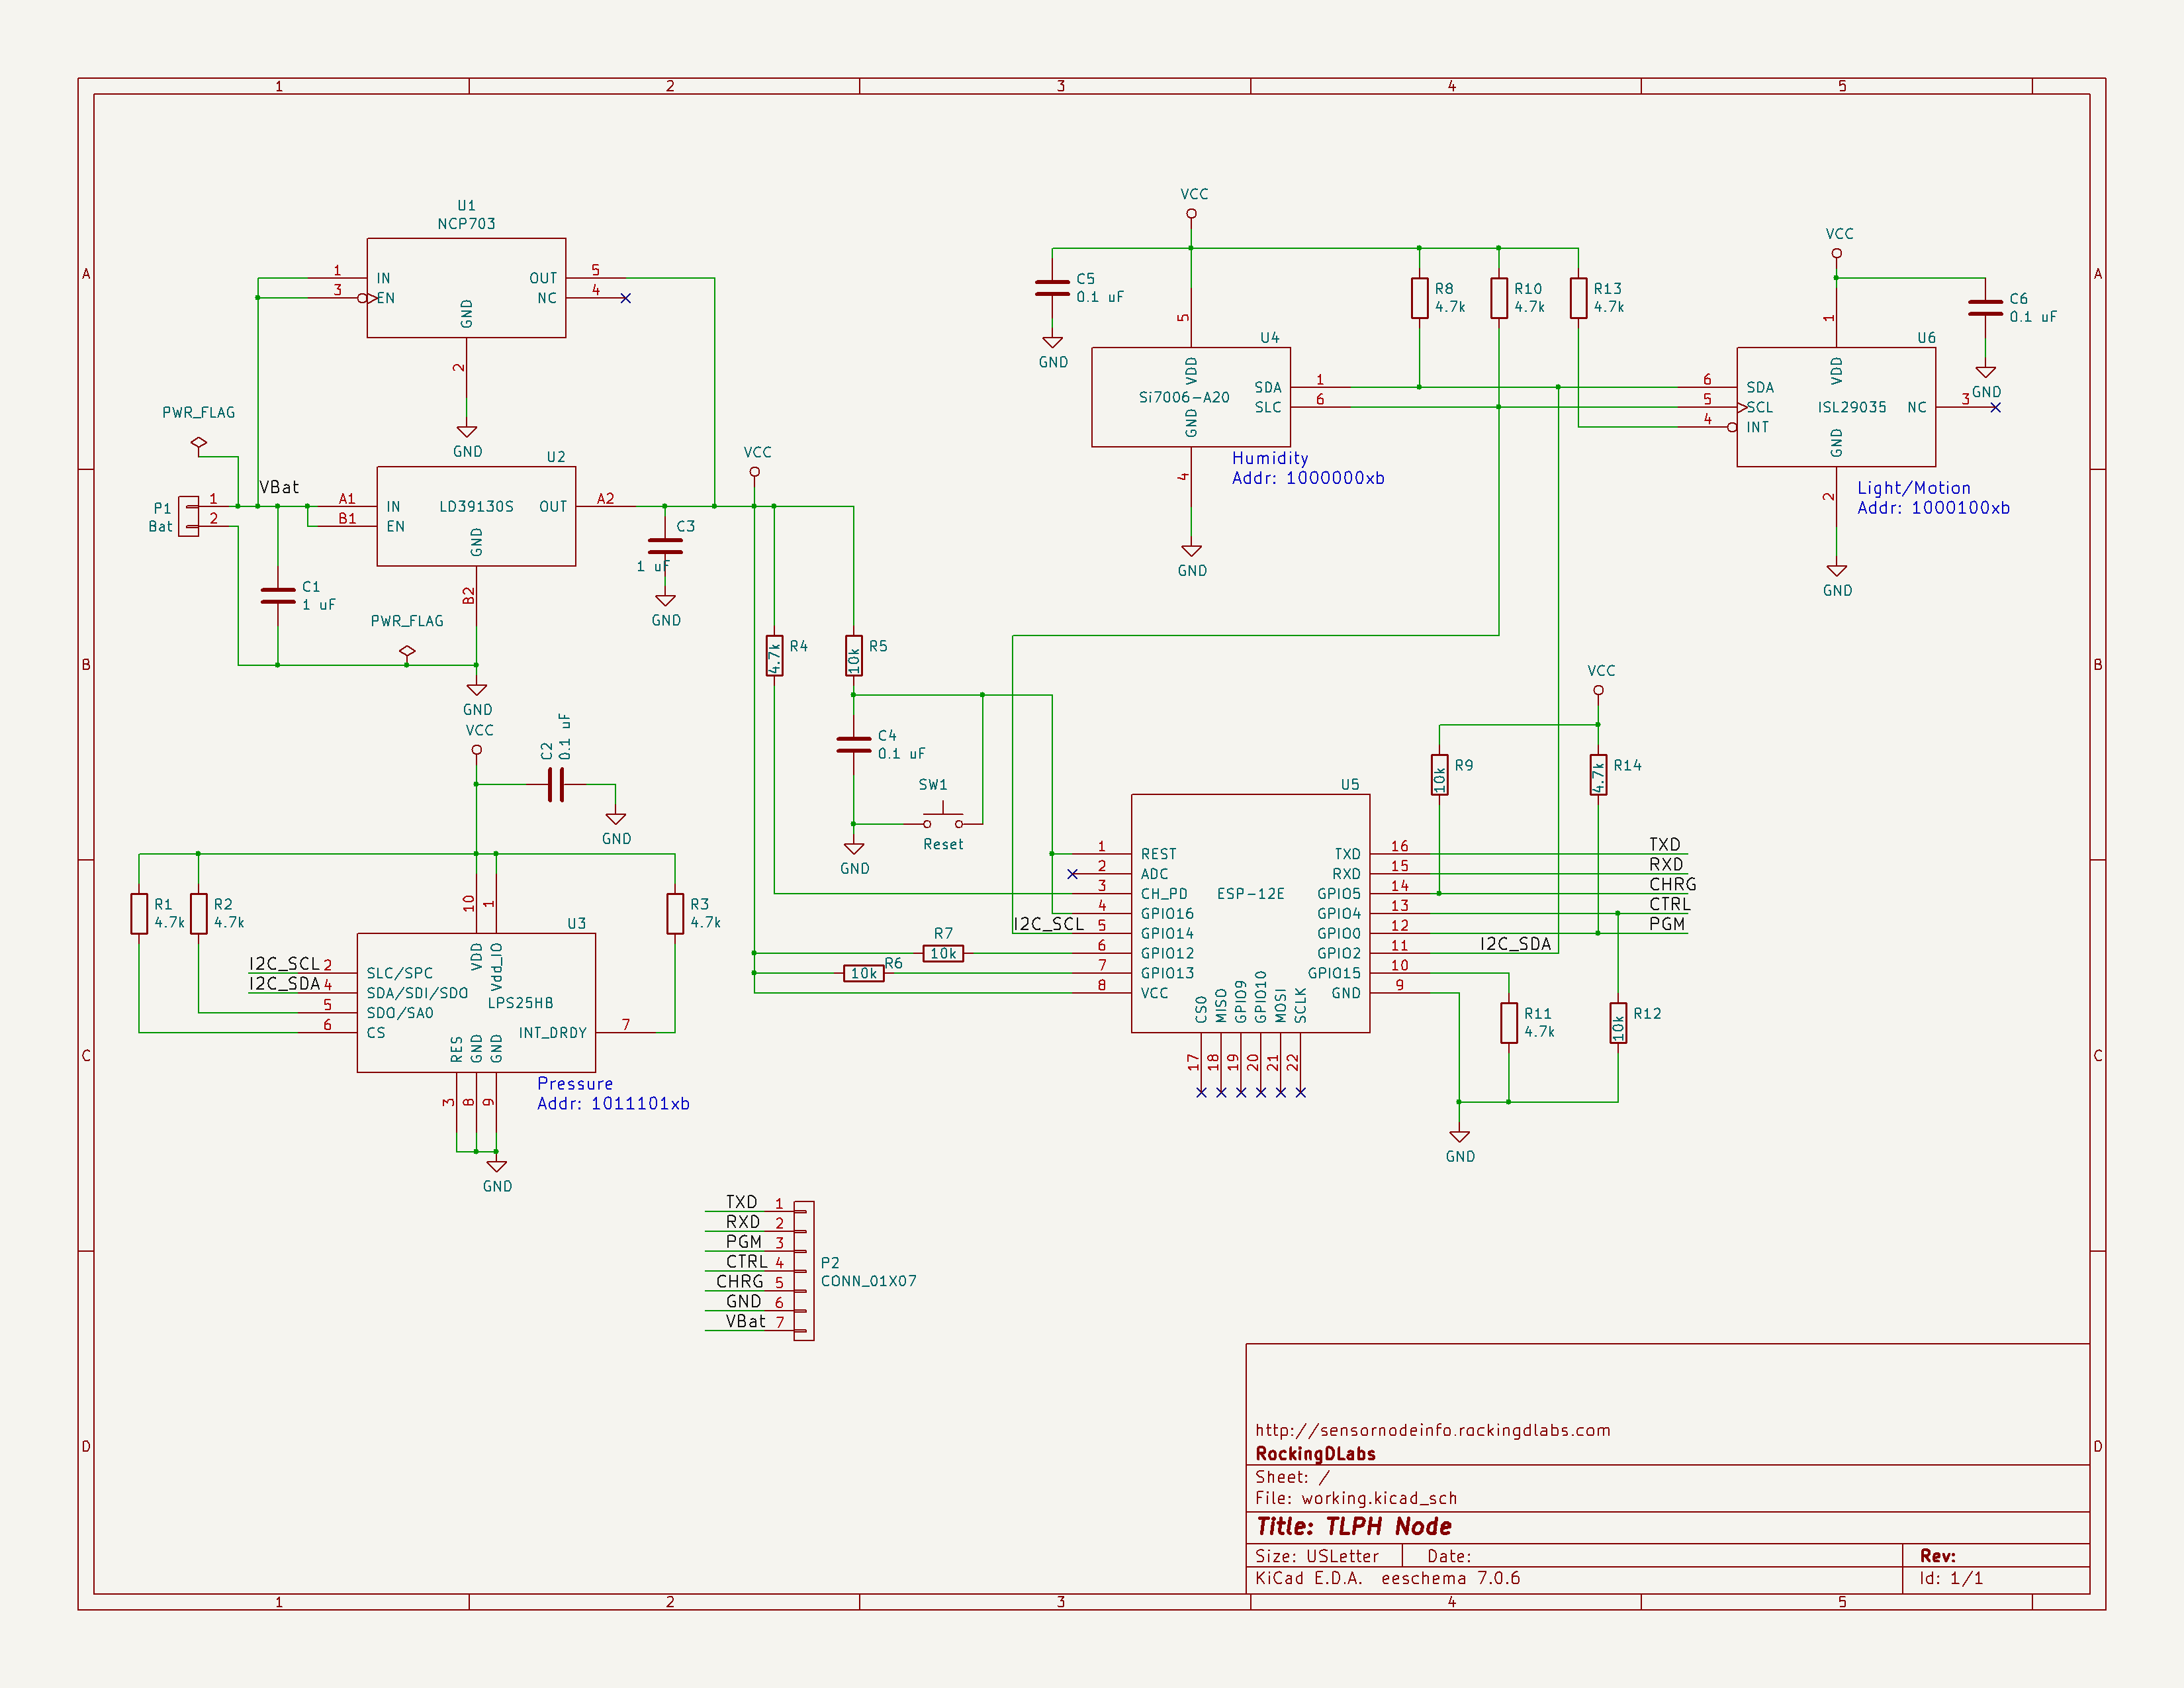 1 2 3 4 5
A
B
C
D
U1
NCP703
1 IN
3 EN
OUT 5
NC 4
GND
2
GND
PWR_FLAG
VBat
P1
Bat
1
2
U2
LD39130S
A1 IN
B1 EN
OUT A2
GND
B2
C1
1 uF
PWR_FLAG
GND
C3
1 uF
GND
VCC
R4
4.7k
R5
10k
C4
0.1 uF
SW1
Reset
GND
VCC
C2
0.1 uF
GND
R1
4.7k
R2
4.7k
R3
4.7k
U3
LPS25HB
10 VDD
1 Vdd_IO
I2C_SCL 2 SLC/SPC
I2C_SDA 4 SDA/SDI/SDO
5 SDO/SA0
6 CS
INT_DRDY 7
RES GND GND
3 8 9
GND
Pressure
Addr: 1011101xb
VCC
C5
0.1 uF
GND
R8
4.7k
R10
4.7k
R13
4.7k
U4
Si7006-A20
5 VDD
SDA 1
SLC 6
GND
4
GND
Humidity
Addr: 1000000xb
VCC
C6
0.1 uF
GND
U6
ISL29035
1 VDD
6 SDA
5 SCL
4 INT
NC 3
GND
2
GND
Light/Motion
Addr: 1000100xb
VCC
R9
10k
R14
4.7k
U5
ESP-12E
1 REST
2 ADC
3 CH_PD
4 GPIO16
I2C_SCL 5 GPIO14
6 GPIO12
7 GPIO13
8 VCC
R7
10k
R6
10k
TXD 16 TXD
RXD 15 RXD
GPIO5 14 CHRG
GPIO4 13 CTRL
GPIO0 12 PGM
GPIO2 11 I2C_SDA
GPIO15 10
GND 9
CS0 MISO GPIO9 GPIO10 MOSI SCLK
17 18 19 20 21 22
R11
4.7k
R12
10k
GND
TXD 1
RXD 2
PGM 3
CTRL 4
CHRG 5
GND 6
VBat 7
P2
CONN_01X07
http://sensornodeinfo.rockingdlabs.com
RockingDLabs
Sheet: /
File: working.kicad_sch
Title: TLPH Node
Size: USLetter Date: Rev:
KiCad E.D.A. eeschema 7.0.6 Id: 1/1
A
B
C
D
1 2 3 4 5